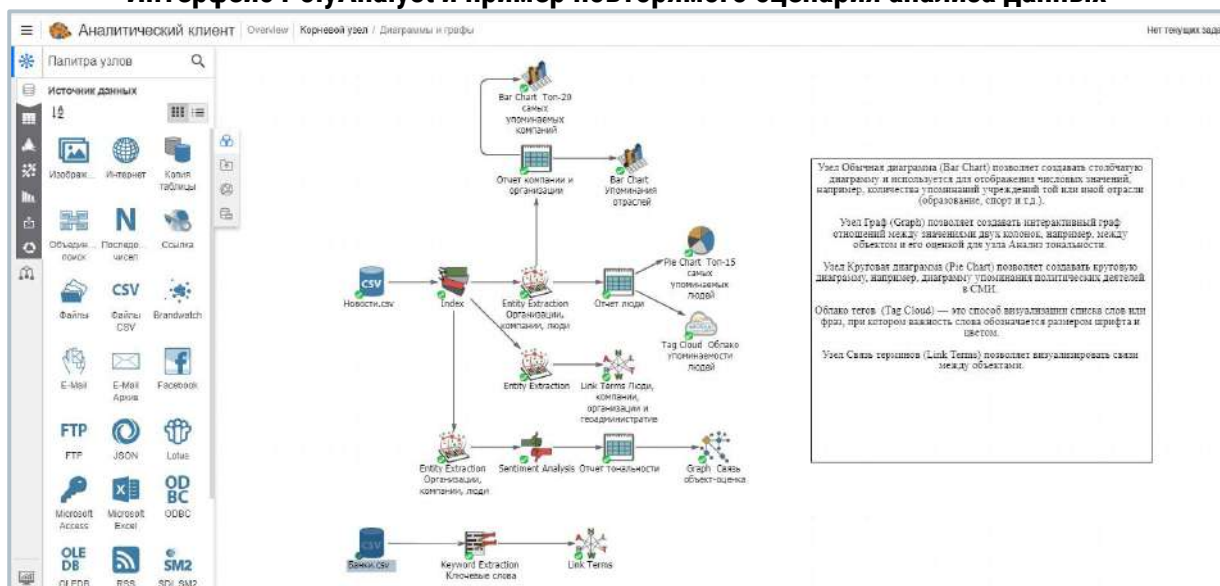 Интерфейс PolyAnalyst и пример повторямого сценария анализа данных
Аналитический клиент
Overview
Корневой узел / Диаграммы и графы
Нет текущих зада
Палитра узлов
Источник данных
Изображ...
Интернет
Копия
таблицы
Объедин...
поиск
Последо...
чисел
Ссылка
Файлы
CSV
Файлы
CSV
Brandwatch
E-Mail
E-Mail
Архив
Facebook
FTP
FTP
JSON
Lotus
Microsoft
Access
Microsoft
Excel
OD
BC
ODBC
OLE
DB
OLEDB
RSS
SM2
SDL SM2
Bar Chart Топ-20
самых
упоминаемых
компаний
Отчет компании и
организации
Bar Chart
Упоминания
отраслей
CSV
Новости.csv
Index
Entity Extraction
Организации,
компании, люди
Отчет люди
Pie Chart Топ-15
самых
упоминаемых
людей
Tag Cloud Облако
упоминаемости
людей
Entity Extraction
Link Terms Люди,
компании,
организации и
геоадминистратив
Entity Extraction
Организации,
компании, люди
Sentiment Analysis
Отчет тональности
Graph Связь
объект-оценка
CSV
Банки.csv
Keyword Extraction
Ключевые слова
Link Terms
Узел Обычная диаграмма (Bar Chart) позволяет создавать столбчатую
диаграмму и используется для отображения числовых значений,
например, количества упоминаний учреждений той или иной отрасли
(образование, спорт и т.д.).
Узел Граф (Graph) позволяет создавать интерактивный граф
отношений между значениями двух колонок, например, между
объектом и его оценкой для узла Анализ тональности.
Узел Круговая диаграмма (Pie Chart) позволяет создавать круговую
диаграмму, например, диаграмму упоминания политических деятелей
в СМИ.
Облако тегов (Tag Cloud) — это способ визуализации списка слов или
фраз, при котором важность слова обозначается размером шрифта и
цветом.
Узел Связь терминов (Link Terms) позволяет визуализировать связи
между объектами.